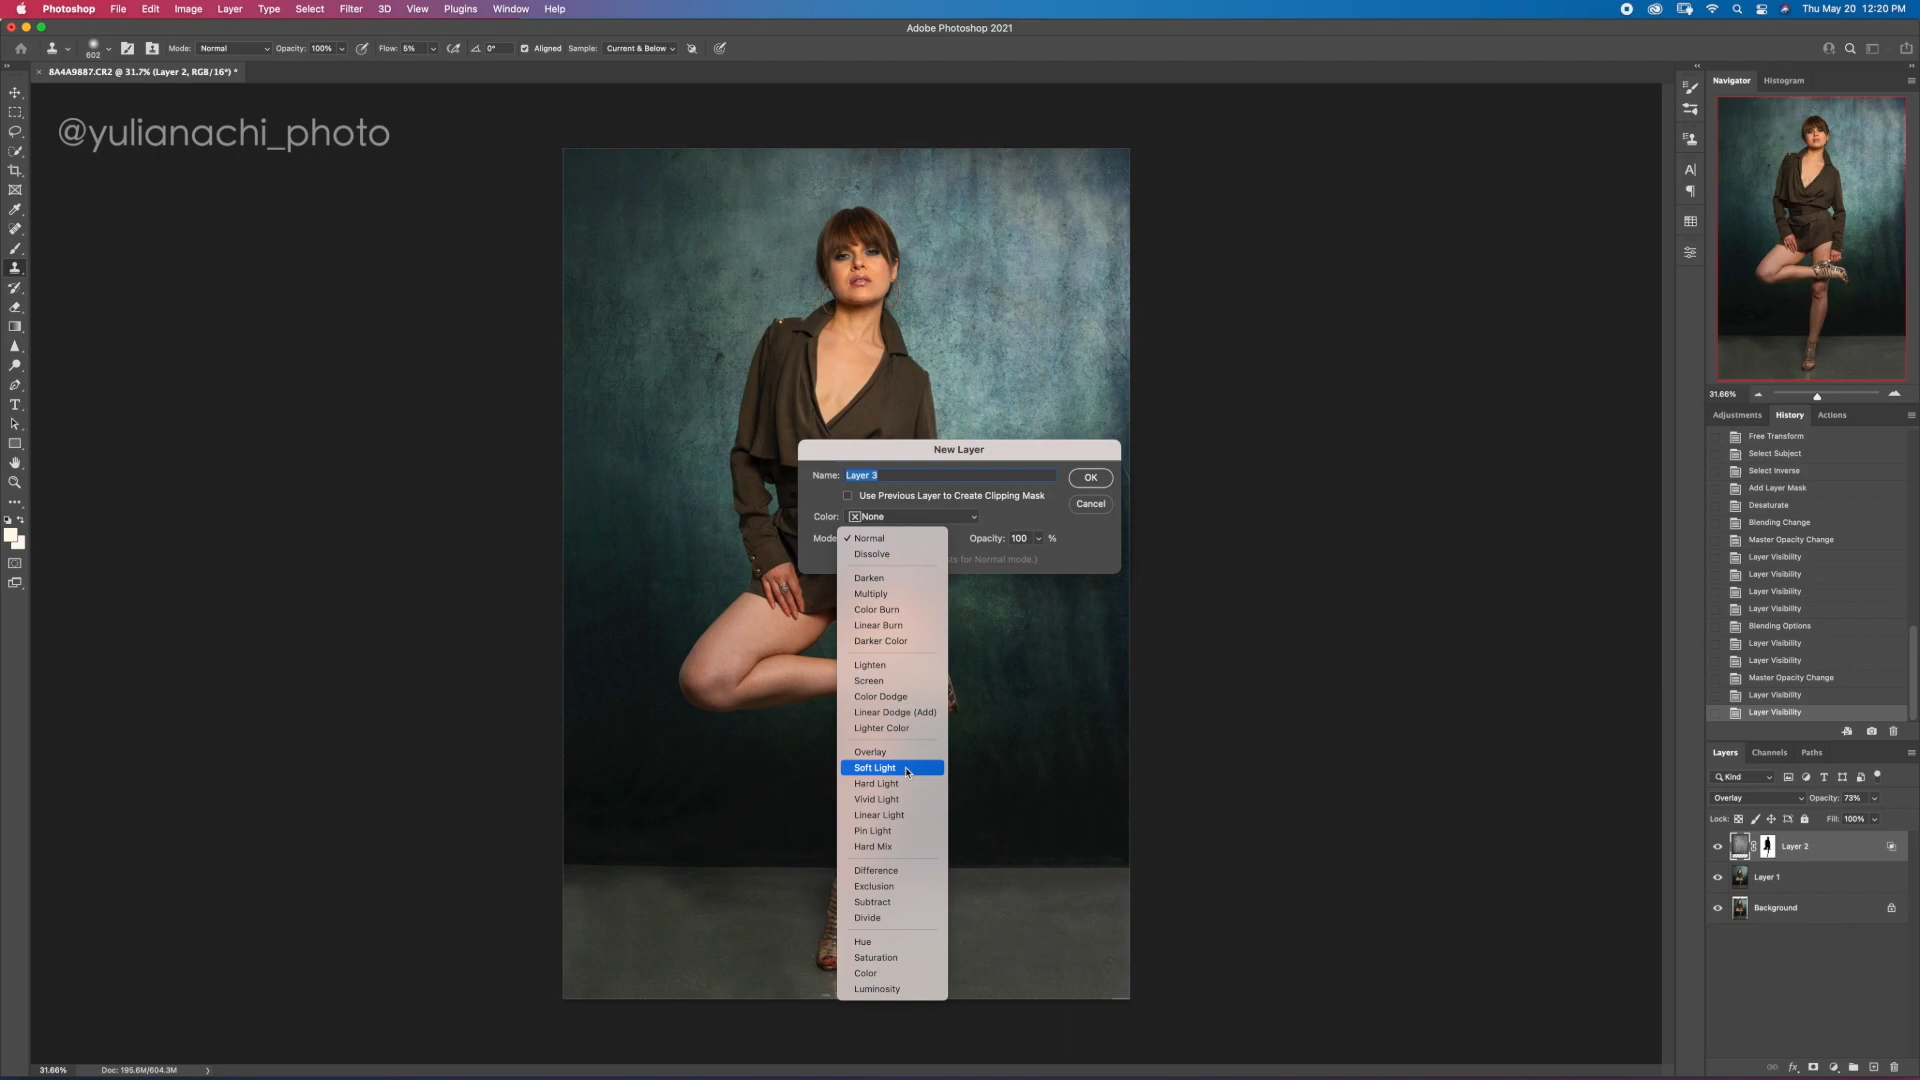 Photoshop File Edit Image Layer Type Select Filter 3D View Plugins Window Help
Thu May 20 12:20 PM
Adobe Photoshop 2021
602
Mode: Normal Opacity: 100% Flow: 5% 0° Aligned Sample: Current & Below
8A4A9887.CR2 @ 31.7% (Layer 2, RGB/16*) *
@yulianachi_photo
Navigator Histogram
31.66%
Adjustments History Actions
Free Transform
Select Subject
Select Inverse
Add Layer Mask
Desaturate
Blending Change
Master Opacity Change
Layer Visibility
Layer Visibility
Layer Visibility
Layer Visibility
Blending Options
Layer Visibility
Layer Visibility
Master Opacity Change
Layer Visibility
Layer Visibility
New Layer
Name: Layer 3
OK
Use Previous Layer to Create Clipping Mask
Cancel
Color: None
Mode
Opacity: 100 %
for Normal mode.)
Normal
Dissolve
Darken
Multiply
Color Burn
Linear Burn
Darker Color
Lighten
Screen
Color Dodge
Linear Dodge (Add)
Lighter Color
Overlay
Soft Light
Hard Light
Vivid Light
Linear Light
Pin Light
Hard Mix
Difference
Exclusion
Subtract
Divide
Hue
Saturation
Color
Luminosity
Layers Channels Paths
Kind
Overlay Opacity: 73%
Lock: Fill: 100%
Layer 2
Layer 1
Background
31.66% Doc: 195.6M/604.3M